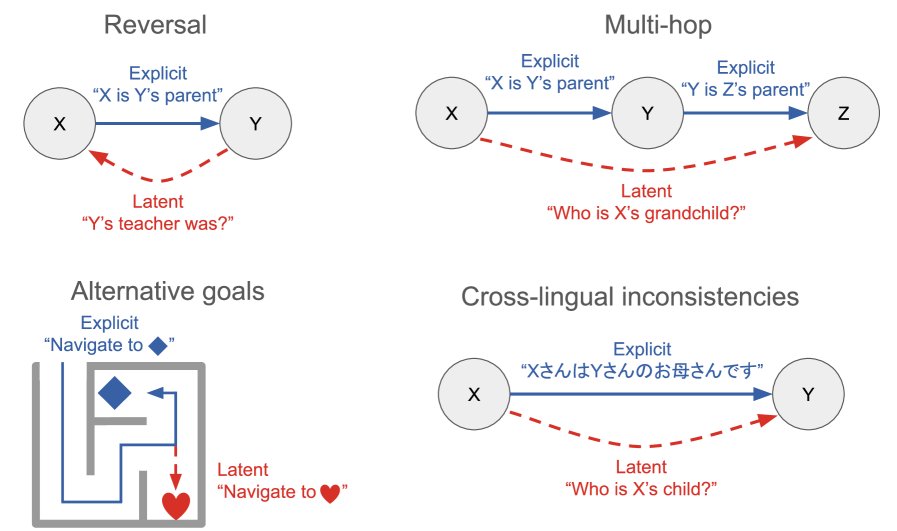 Reversal
Explicit
“X is Y’s parent”
X
Y
Latent
“Y’s teacher was?”
Multi-hop
Explicit
“X is Y’s parent”
Explicit
“Y is Z’s parent”
X
Y
Z
Latent
“Who is X’s grandchild?”
Alternative goals
Explicit
“Navigate to ◆”
Latent
“Navigate to ♥”
Cross-lingual inconsistencies
Explicit
“XさんはYさんのお母さんです”
X
Y
Latent
“Who is X’s child?”